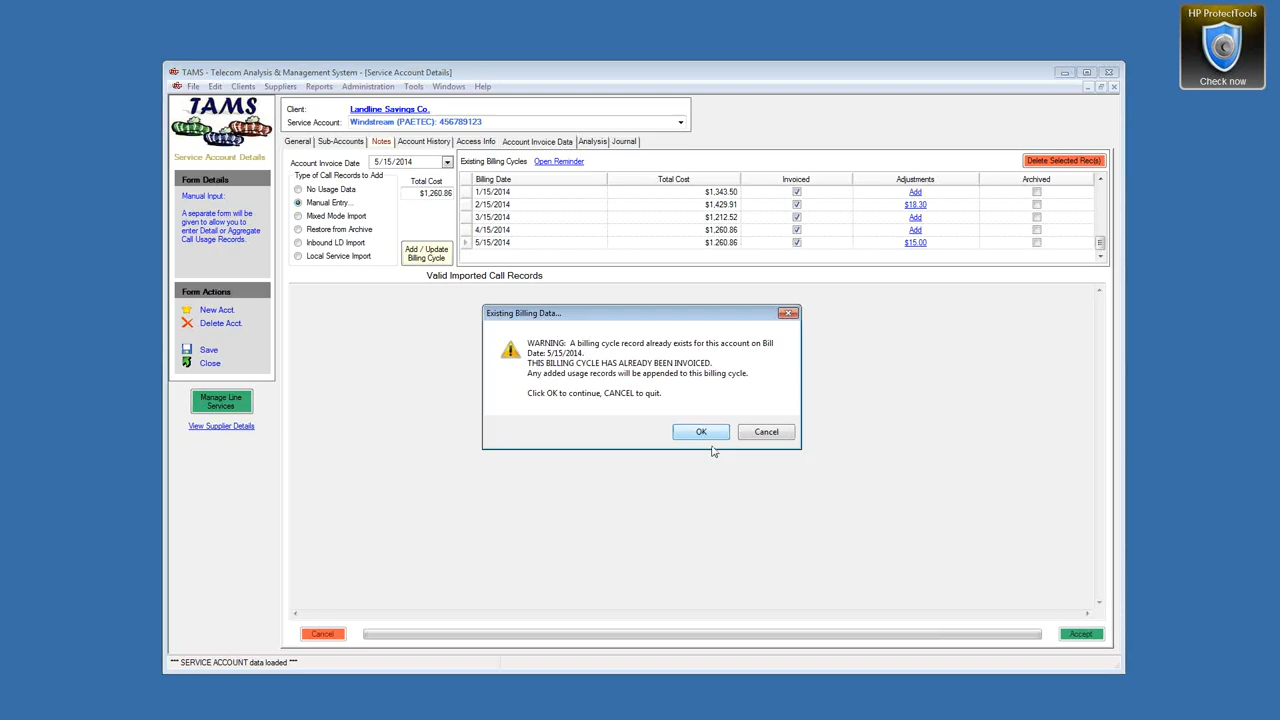 HP ProtectTools
Check now
TAMS - Telecom Analysis & Management System - [Service Account Details]
File Edit Clients Suppliers Reports Administration Tools Windows Help
TAMS
Service Account Details
Form Details
Manual Input:
A separate form will be
given to allow you to
enter Detail or Aggregate
Call Usage Records.
Form Actions
New Acct.
Delete Acct.
Save
Close
Manage Line
Services
View Supplier Details
Client: Landline Savings Co.
Service Account: Windstream (PAETEC): 456789123
General Sub-Accounts Notes Account History Access Info Account Invoice Data Analysis Journal
Account Invoice Date 5/15/2014
Type of Call Records to Add
No Usage Data
Manual Entry...
Mixed Mode Import
Restore from Archive
Inbound LD Import
Local Service Import
Total Cost
$1,260.86
Add / Update
Billing Cycle
Existing Billing Cycles Open Reminder Delete Selected Rec(s)
Billing Date Total Cost Invoiced Adjustments Archived
1/15/2014 $1,343.50 Add
2/15/2014 $1,429.91 $18.30
3/15/2014 $1,212.52 Add
4/15/2014 $1,260.86 Add
5/15/2014 $1,260.86 $15.00
Valid Imported Call Records
Existing Billing Data...
WARNING: A billing cycle record already exists for this account on Bill
Date: 5/15/2014.
THIS BILLING CYCLE HAS ALREADY BEEN INVOICED.
Any added usage records will be appended to this billing cycle.
Click OK to continue, CANCEL to quit.
OK Cancel
Cancel Accept
*** SERVICE ACCOUNT data loaded ***